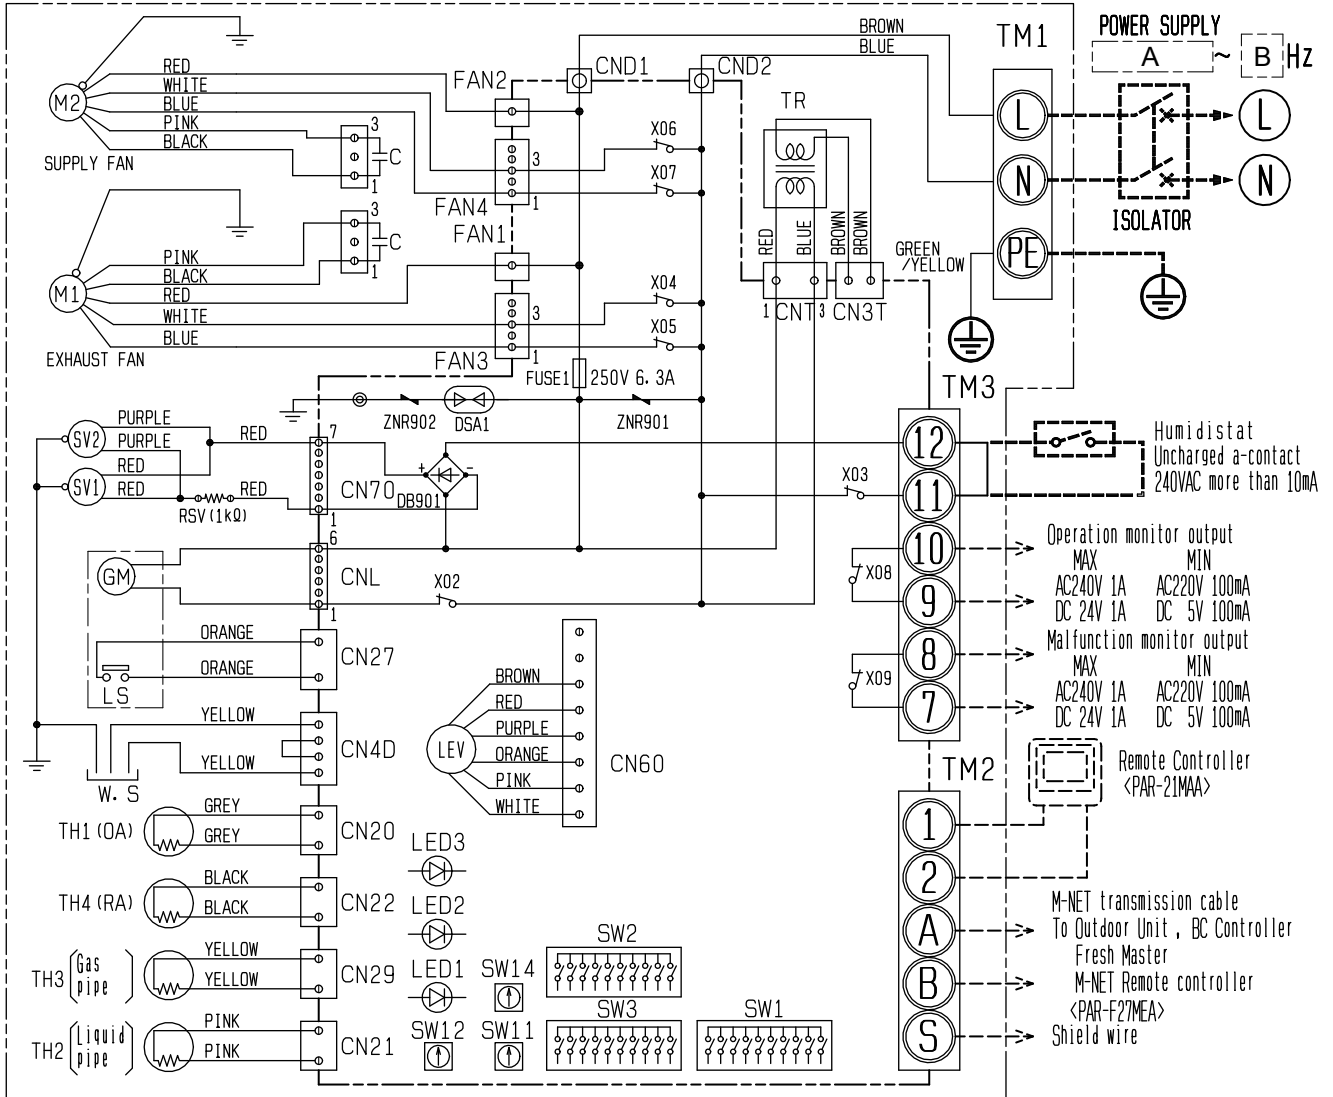 BROWN
BLUE
TM1
POWER SUPPLY
A ~ B Hz
RED
WHITE
BLUE
PINK
BLACK
M2
SUPPLY FAN
3
C
1
FAN2
CND1
CND2
TR
X06
X07
3
1
FAN4
FAN1
L
N
PE
L
N
ISOLATOR
RED
BLUE
BROWN
BROWN
GREEN
/YELLOW
3
C
1
PINK
BLACK
RED
WHITE
BLUE
M1
EXHAUST FAN
X04
X05
3
1
FAN3
1 CNT 3 CN3T
FUSE1 250V 6.3A
TM3
ZNR902
DSA1
ZNR901
PURPLE
PURPLE
RED
RED
SV2
SV1
RED
RED
RSV(1kΩ)
7
CN70
1
+
-
DB901
X03
12
11
10
9
8
7
Humidistat
Uncharged a-contact
240VAC more than 10mA
6
CNL
1
GM
X02
X08
X09
Operation monitor output
MAX MIN
AC240V 1A AC220V 100mA
DC 24V 1A DC 5V 100mA
Malfunction monitor output
MAX MIN
AC240V 1A AC220V 100mA
DC 24V 1A DC 5V 100mA
ORANGE
ORANGE
LS
CN27
YELLOW
YELLOW
W.S
CN4D
BROWN
RED
PURPLE
ORANGE
PINK
WHITE
LEV
CN60
TM2
Remote Controller
<PAR-21MAA>
TH1(OA)
GREY
GREY
CN20
TH4(RA)
BLACK
BLACK
CN22
TH3 (Gas
pipe)
YELLOW
YELLOW
CN29
TH2 (Liquid
pipe)
PINK
PINK
CN21
LED3
LED2
LED1
SW14
SW12
SW11
SW2
SW3
SW1
1
2
A
B
S
M-NET transmission cable
To Outdoor Unit , BC Controller
Fresh Master
M-NET Remote controller
<PAR-F27MEA>
Shield wire